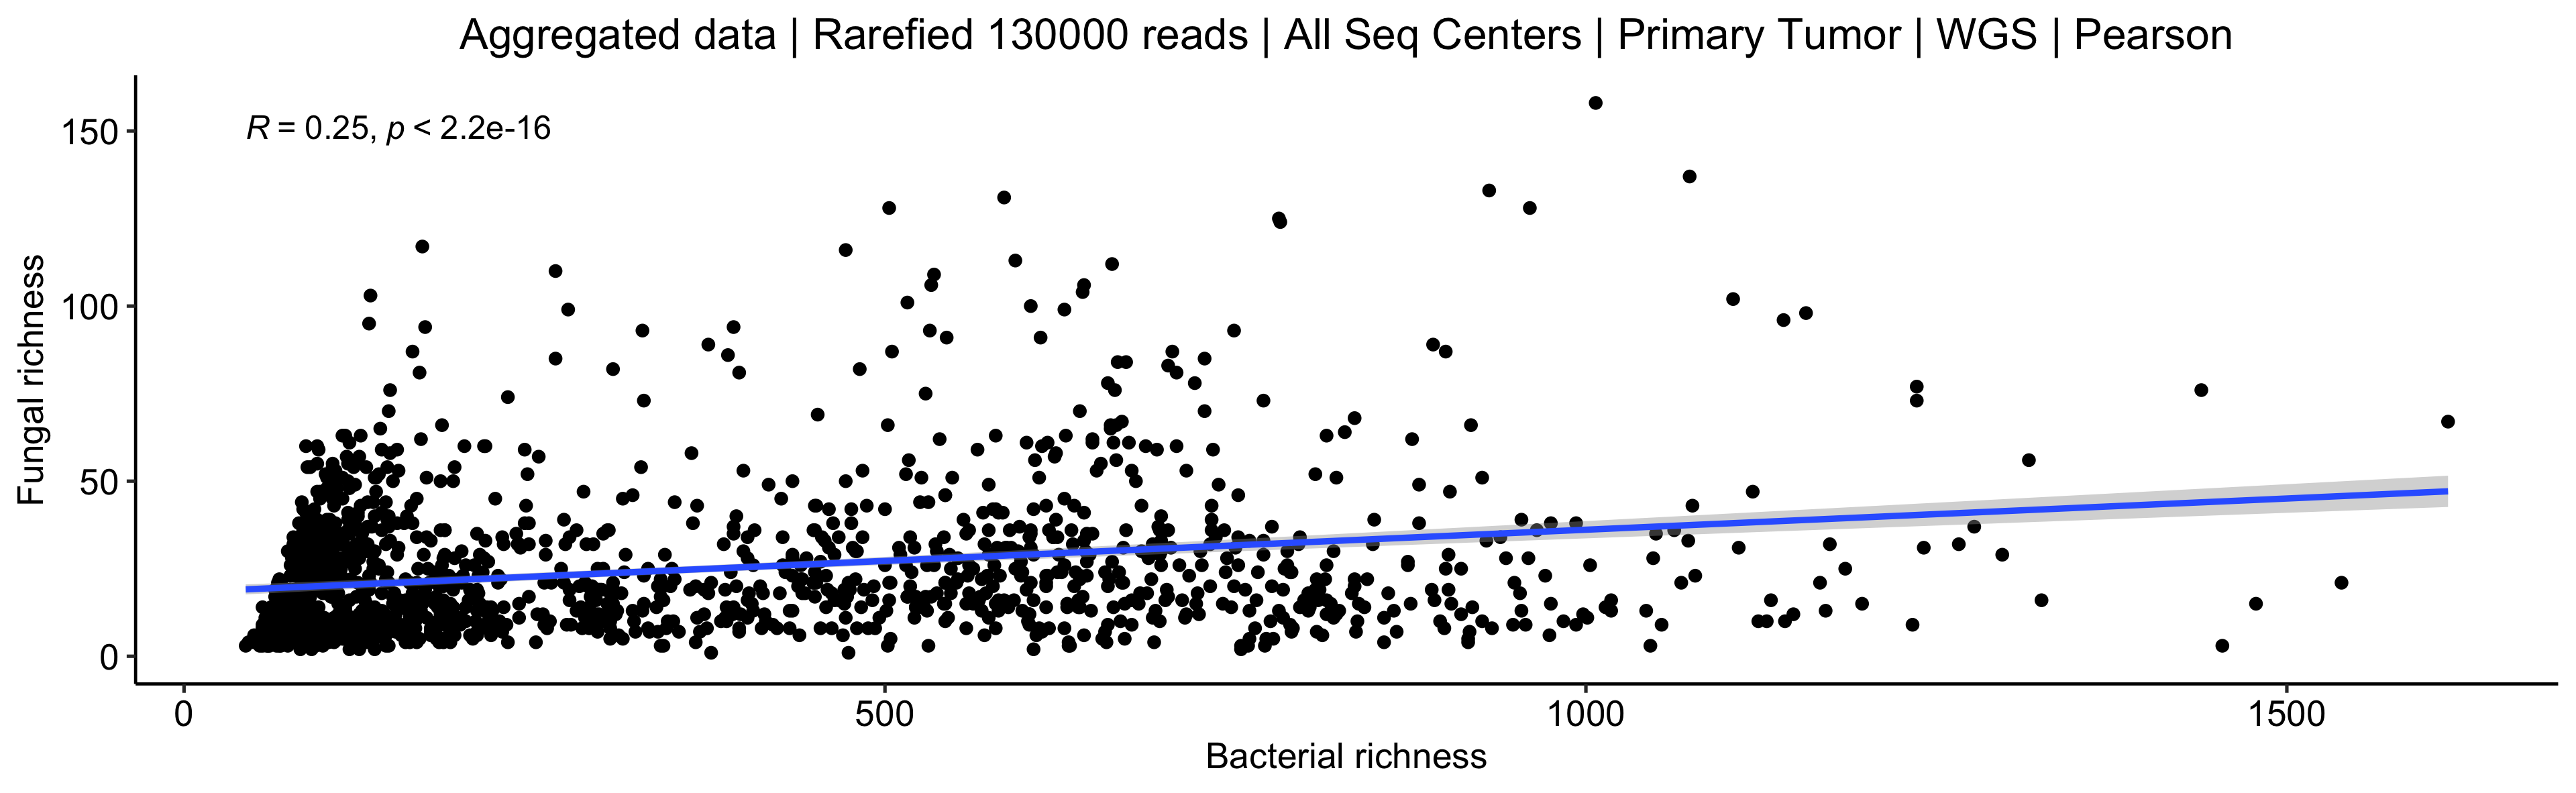 Aggregated data | Rarefied 130000 reads | All Seq Centers | Primary Tumor | WGS | Pearson
R = 0.25, p < 2.2e-16
150
100
50
0
Fungal richness
0 500 1000 1500
Bacterial richness